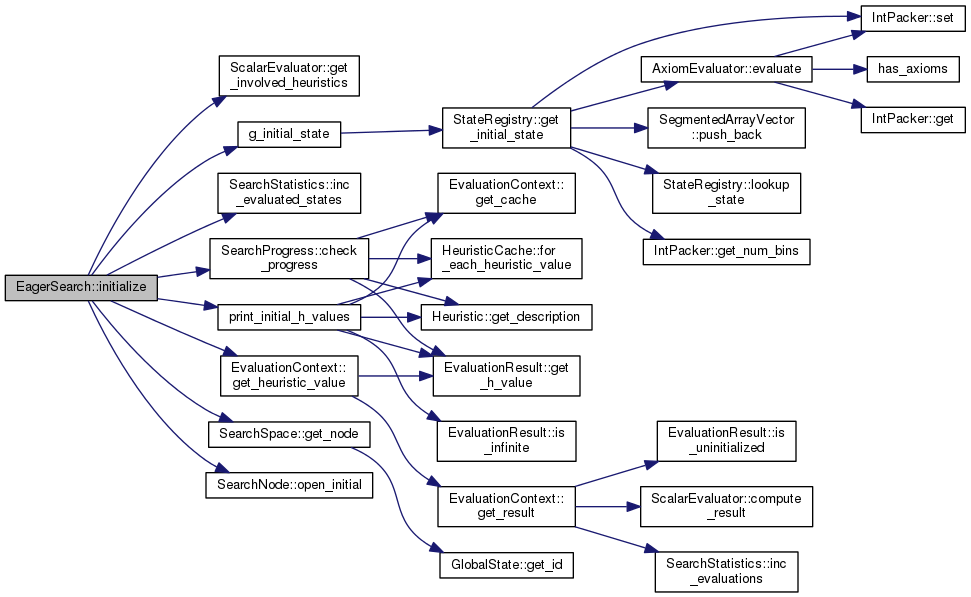 EagerSearch::initialize
ScalarEvaluator::get
_involved_heuristics
g_initial_state
SearchStatistics::inc
_evaluated_states
SearchProgress::check
_progress
print_initial_h_values
EvaluationContext::
get_heuristic_value
SearchSpace::get_node
SearchNode::open_initial
StateRegistry::get
_initial_state
EvaluationContext::
get_cache
HeuristicCache::for
_each_heuristic_value
Heuristic::get_description
EvaluationResult::get
_h_value
EvaluationResult::is
_infinite
EvaluationContext::
get_result
GlobalState::get_id
AxiomEvaluator::evaluate
SegmentedArrayVector
::push_back
StateRegistry::lookup
_state
IntPacker::get_num_bins
EvaluationResult::is
_uninitialized
ScalarEvaluator::compute
_result
SearchStatistics::inc
_evaluations
IntPacker::set
has_axioms
IntPacker::get